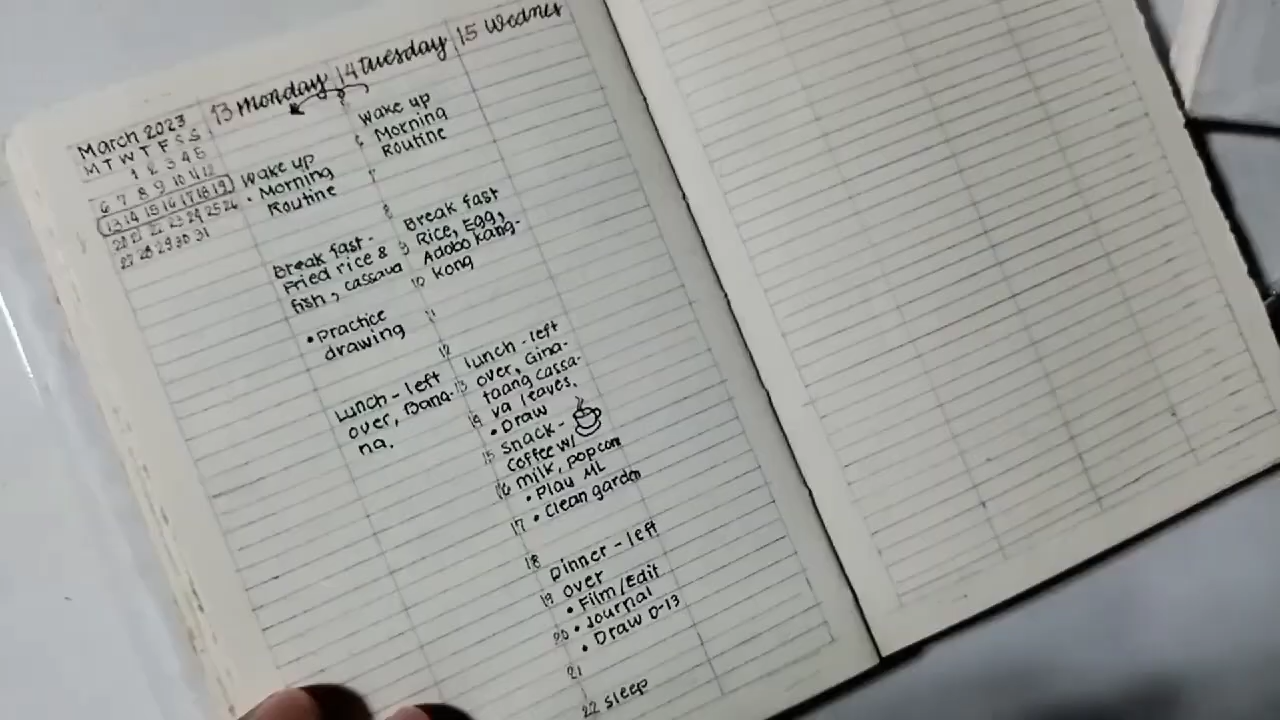 March 2023
M T W T F S S
1 2 3 4 5
6 7 8 9 10 11 12
13 14 15 16 17 18 19
20 21 22 23 24 25 26
27 28 29 30 31
13 Monday
Wake up
• Morning
Routine
Break fast -
Fried rice &
fish, cassava
• Practice
drawing
Lunch - left
over, Bana-
na.
14 Tuesday
6
7
8
9
10
11
12
13
14
15
16
17
18
19
20
21
22
Wake up
• Morning
Routine
Break fast
Rice, Egg,
Adobo Kang-
kong
Lunch - left
over, Gina-
taang cassa-
va leaves.
• Draw
Snack -
coffee w/
milk, popcorn
• Play ML
• Clean garden
Dinner - left
over
• Film/Edit
• Journal
• Draw 0-13
sleep
15 Wednes